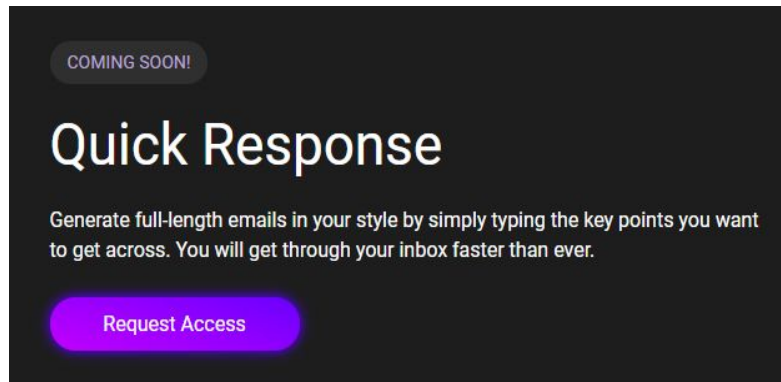 COMING SOON!
Quick Response
Generate full-length emails in your style by simply typing the key points you want
to get across. You will get through your inbox faster than ever.
Request Access